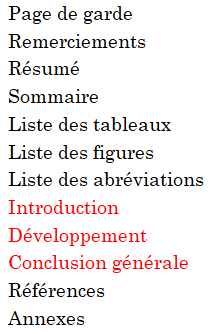 Page de garde
Remerciements
Résumé
Sommaire
Liste des tableaux
Liste des figures
Liste des abréviations
Introduction
Développement
Conclusion générale
Références
Annexes